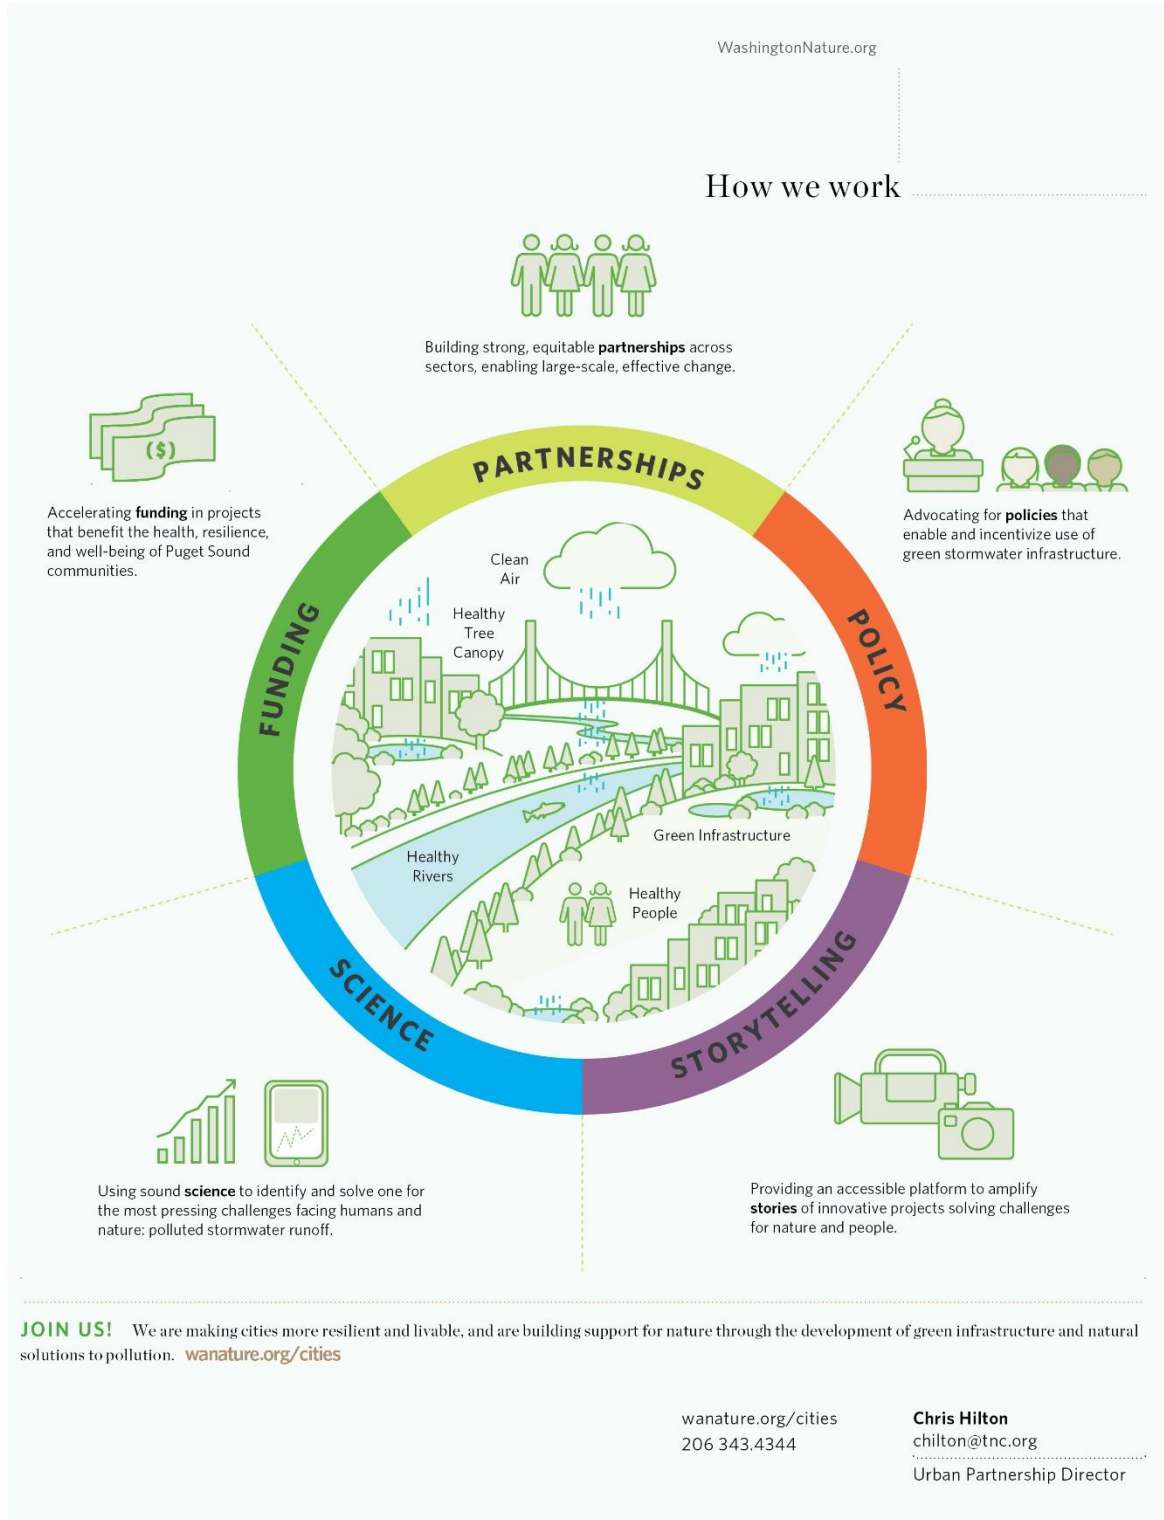 WashingtonNature.org
How we work
Building strong, equitable partnerships across
sectors, enabling large-scale, effective change.
($)
Accelerating funding in projects
that benefit the health, resilience,
and well-being of Puget Sound
communities.
Advocating for policies that
enable and incentivize use of
green stormwater infrastructure.
PARTNERSHIPS
FUNDING
POLICY
SCIENCE
STORYTELLING
Clean
Air
Healthy
Tree
Canopy
Green Infrastructure
Healthy
Rivers
Healthy
People
Using sound science to identify and solve one for
the most pressing challenges facing humans and
nature: polluted stormwater runoff.
Providing an accessible platform to amplify
stories of innovative projects solving challenges
for nature and people.
JOIN US! We are making cities more resilient and livable, and are building support for nature through the development of green infrastructure and natural
solutions to pollution. wanature.org/cities
wanature.org/cities
206 343.4344
Chris Hilton
chilton@tnc.org
Urban Partnership Director